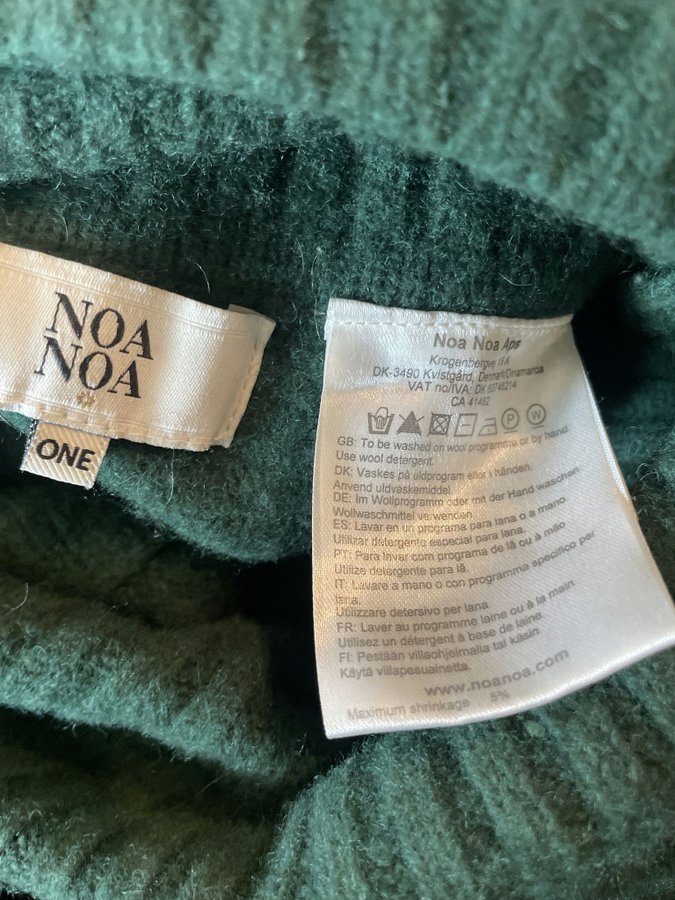 NOA
NOA
ONE
Noa Noa Aps
DK-3490 Kvistgård, Denmark/Dinamarca
VAT no/IVA: DK 80746214
CA 41462
GB: To be washed on wool programme or by hand.
Use wool detergent.
DK: Vaskes på uldprogram eller i hånden.
Anvend uldvaskemiddel.
DE: Im Wollprogramm oder mit der Hand waschen.
Wollwaschmittel verwenden.
ES: Lavar en un programa para lana o a mano.
Utilizar detergente especial para lana.
PT: Para lavar com programa de lã ou à mão
Utilize detergente para lã.
IT: Lavare a mano o con programma specifico per
lana.
Utilizzare detersivo per lana.
FR: Laver au programme laine ou à la main.
Utilisez un détergent à base de laine.
FI: Pestään villaohjelmalla tai käsin.
Käytä villapesuainetta.
www.noanoa.com
Maximum shrinkage 5%